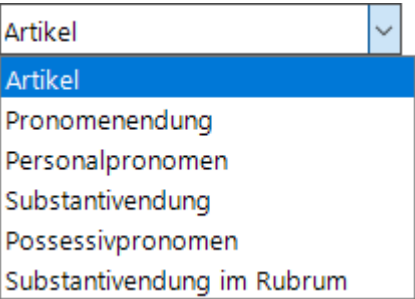 Artikel
Artikel
Pronomenendung
Personalpronomen
Substantivendung
Possessivpronomen
Substantivendung im Rubrum